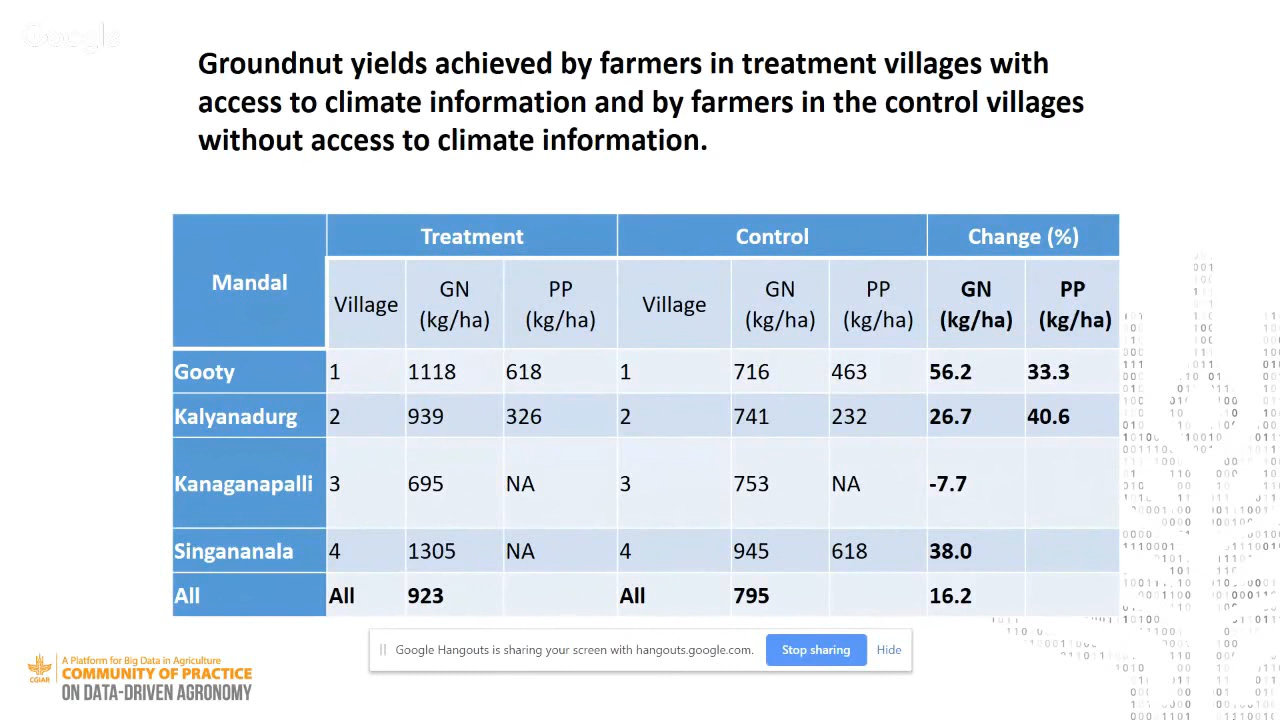 Google
Groundnut yields achieved by farmers in treatment villages with
access to climate information and by farmers in the control villages
without access to climate information.
Mandal Treatment Control Change (%)
Village GN (kg/ha) PP (kg/ha) Village GN (kg/ha) PP (kg/ha) GN (kg/ha) PP (kg/ha)
Gooty 1 1118 618 1 716 463 56.2 33.3
Kalyanadurg 2 939 326 2 741 232 26.7 40.6
Kanaganapalli 3 695 NA 3 753 NA -7.7
Singananala 4 1305 NA 4 945 618 38.0
All All 923 All 795 16.2
Google Hangouts is sharing your screen with hangouts.google.com. Stop sharing Hide
CGIAR
A Platform for Big Data in Agriculture
COMMUNITY OF PRACTICE
ON DATA-DRIVEN AGRONOMY